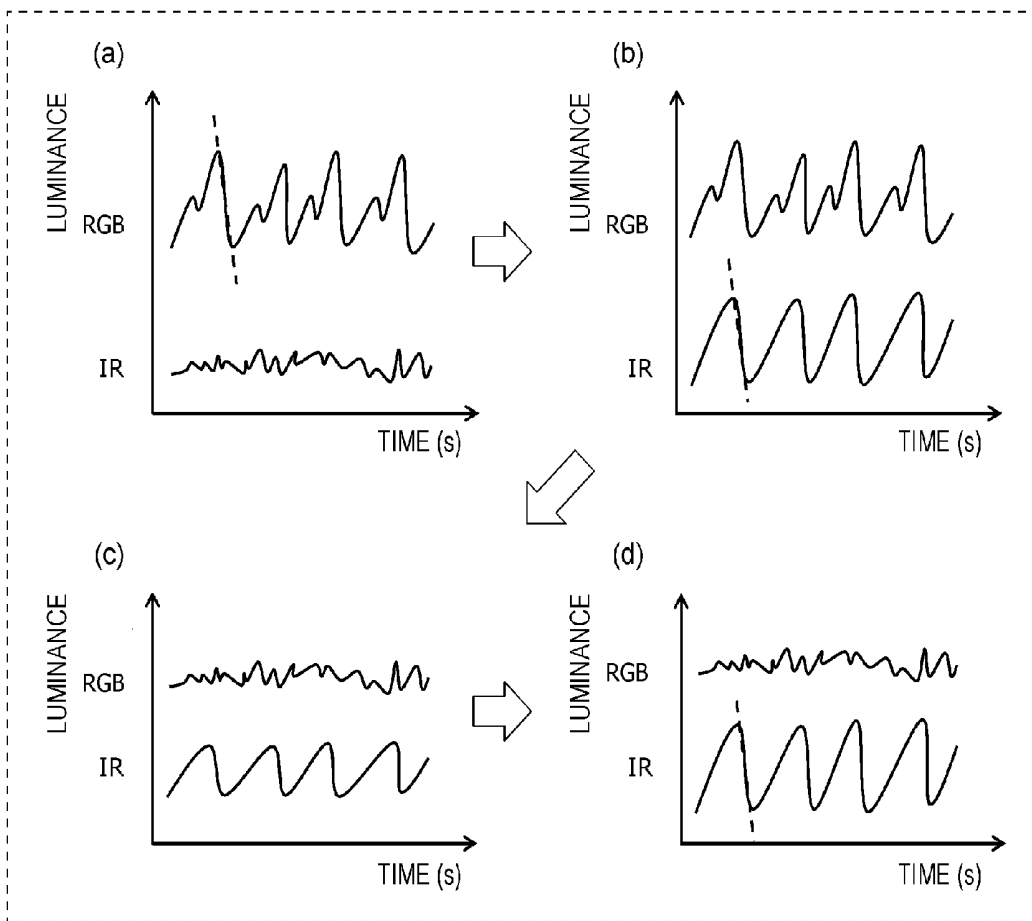 (a)
LUMINANCE
RGB
IR
TIME (s)
(b)
LUMINANCE
RGB
IR
TIME (s)
(c)
LUMINANCE
RGB
IR
TIME (s)
(d)
LUMINANCE
RGB
IR
TIME (s)